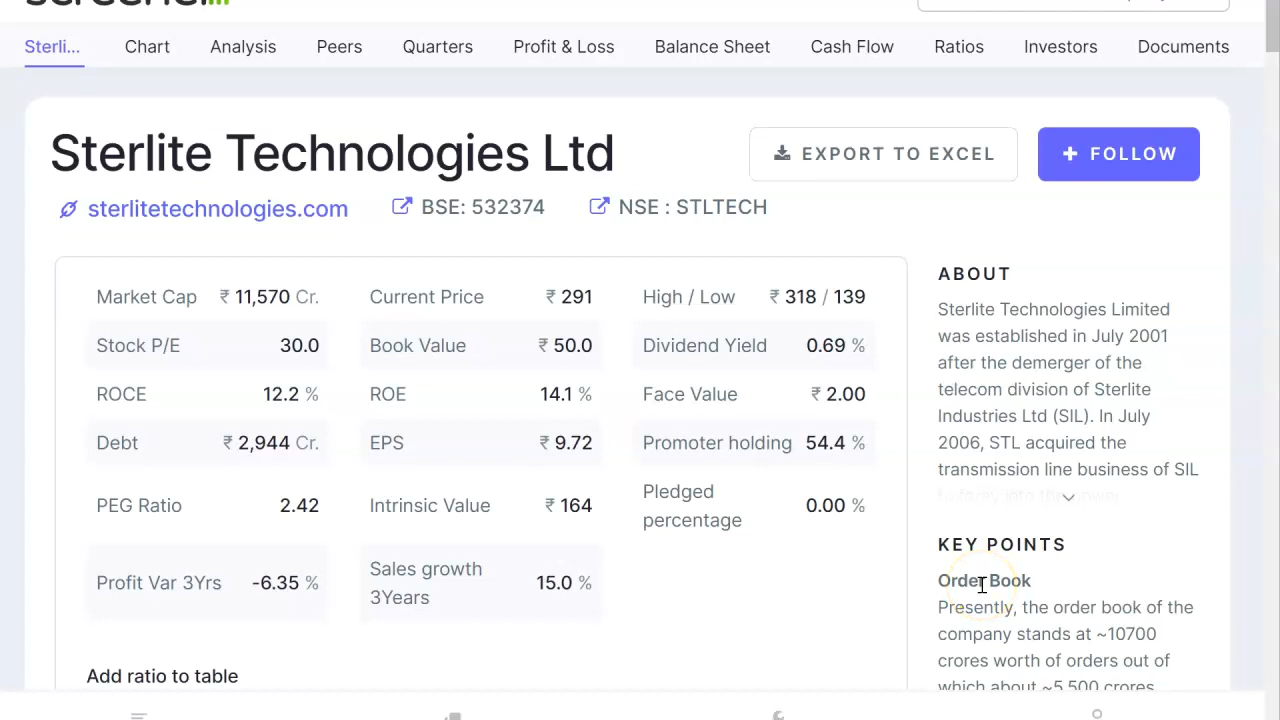 screener
Sterli... Chart Analysis Peers Quarters Profit & Loss Balance Sheet Cash Flow Ratios Investors Documents
Sterlite Technologies Ltd
EXPORT TO EXCEL
+ FOLLOW
sterlitetechnologies.com BSE: 532374 NSE : STLTECH
Market Cap ₹ 11,570 Cr. Current Price ₹ 291 High / Low ₹ 318 / 139
Stock P/E 30.0 Book Value ₹ 50.0 Dividend Yield 0.69 %
ROCE 12.2 % ROE 14.1 % Face Value ₹ 2.00
Debt ₹ 2,944 Cr. EPS ₹ 9.72 Promoter holding 54.4 %
PEG Ratio 2.42 Intrinsic Value ₹ 164 Pledged
percentage 0.00 %
Profit Var 3Yrs -6.35 % Sales growth
3Years 15.0 %
Add ratio to table
ABOUT
Sterlite Technologies Limited
was established in July 2001
after the demerger of the
telecom division of Sterlite
Industries Ltd (SIL). In July
2006, STL acquired the
transmission line business of SIL
KEY POINTS
Order Book
Presently, the order book of the
company stands at ~10700
crores worth of orders out of
which about ~5,500 crores